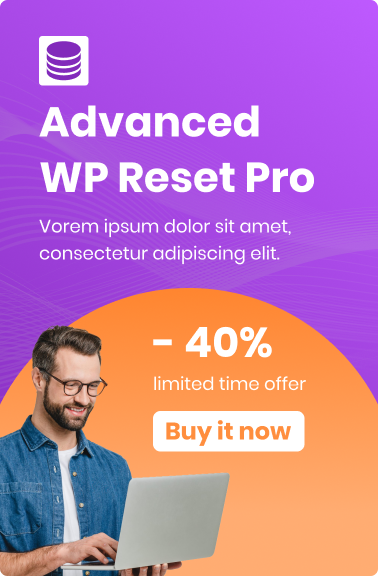 Advanced
WP Reset Pro
Vorem ipsum dolor sit amet,
consectetur adipiscing elit.
- 40%
limited time offer
Buy it now